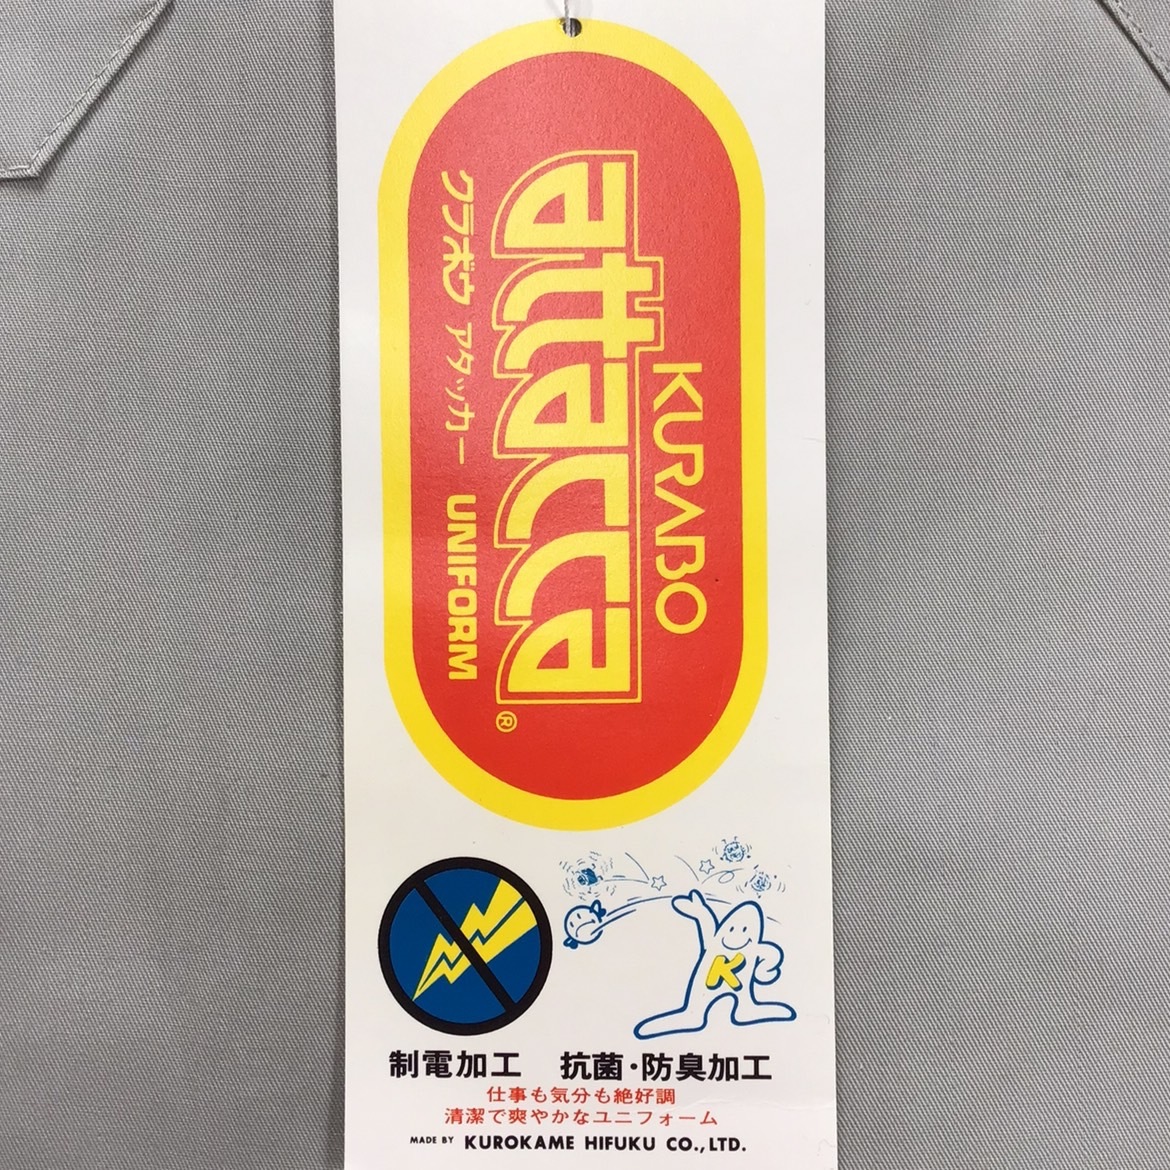 KURABO
attacca®
クラボウ アタッカー UNIFORM
K
制電加工 抗菌・防臭加工
仕事も気分も絶好調
清潔で爽やかなユニフォーム
MADE BY KUROKAME HIFUKU CO., LTD.